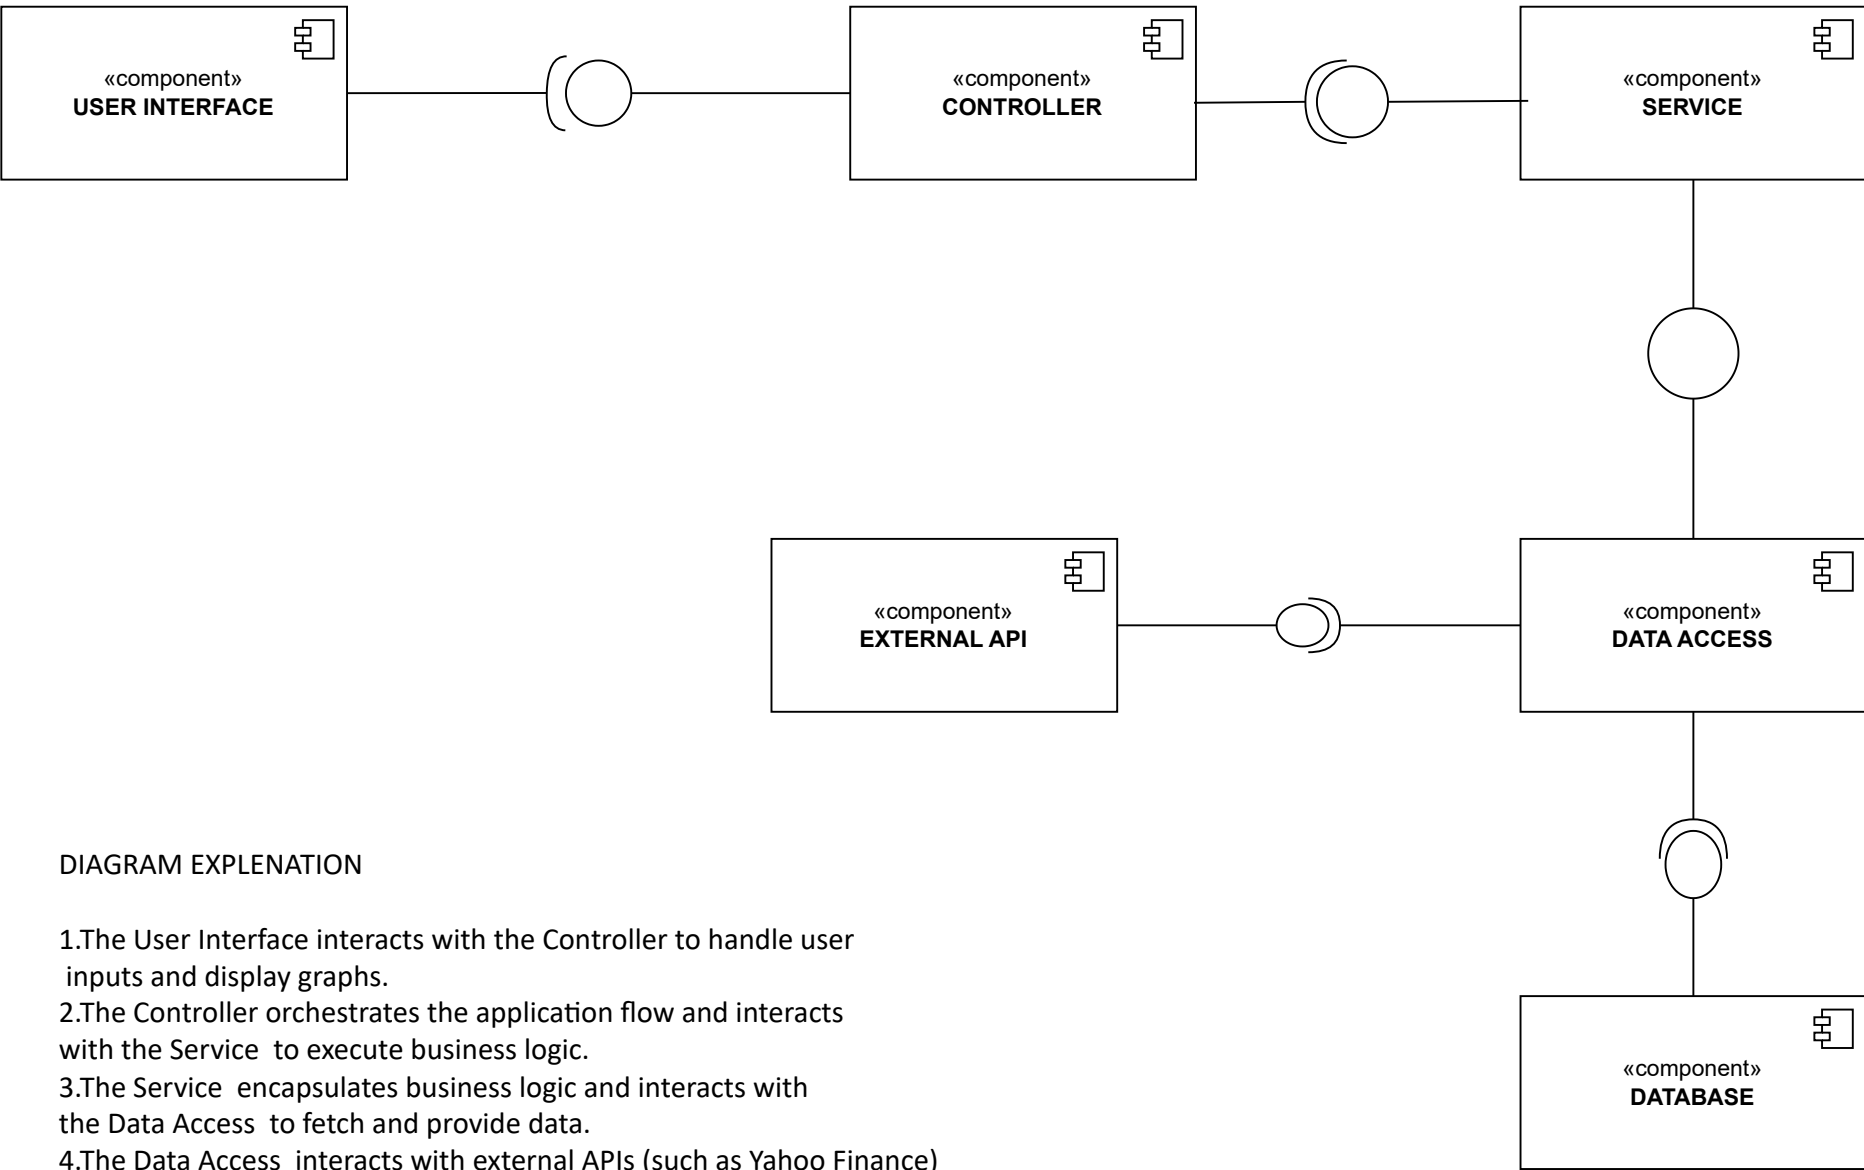 «component»
USER INTERFACE
«component»
CONTROLLER
«component»
SERVICE
«component»
EXTERNAL API
«component»
DATA ACCESS
«component»
DATABASE
DIAGRAM EXPLENATION
1.The User Interface interacts with the Controller to handle user
inputs and display graphs.
2.The Controller orchestrates the application flow and interacts
with the Service  to execute business logic.
3.The Service  encapsulates business logic and interacts with
the Data Access  to fetch and provide data.
4.The Data Access  interacts with external APIs (such as Yahoo Finance)